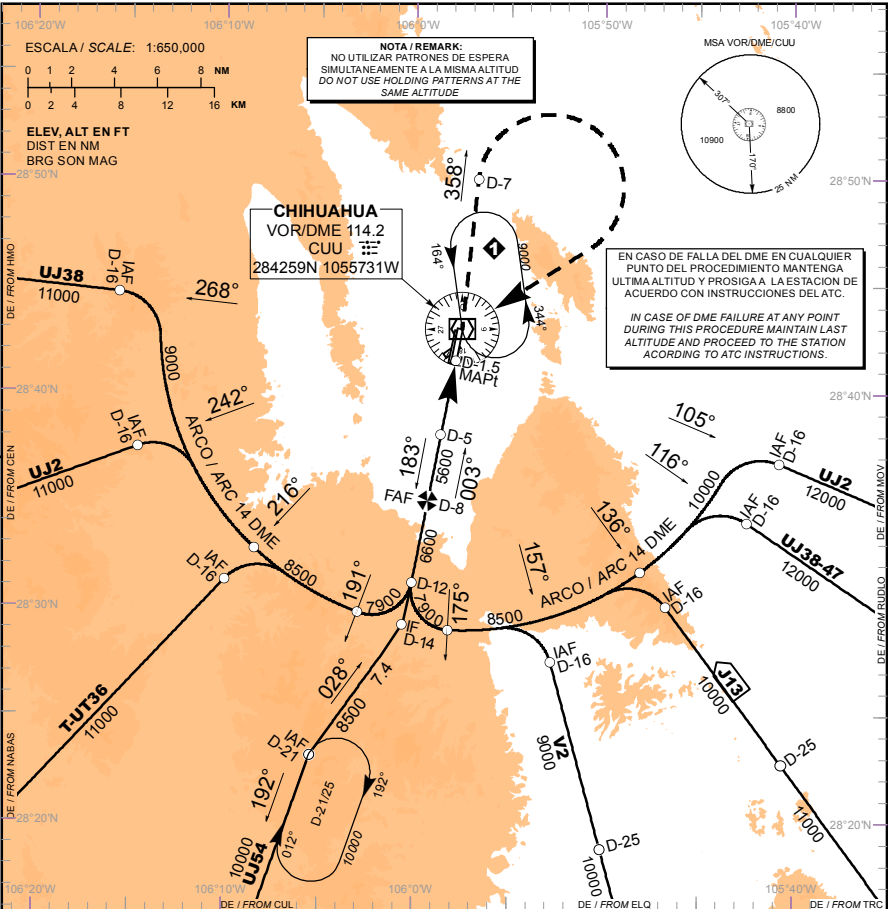 106°20'W
106°10'W
106°0'W
105°50'W
105°40'W
ESCALA / SCALE: 1:650,000
0 1 2 4 6 8 NM
0 2 4 8 12 16 KM
ELEV, ALT EN FT
DIST EN NM
BRG SON MAG
NOTA / REMARK:
NO UTILIZAR PATRONES DE ESPERA
SIMULTANEAMENTE A LA MISMA ALTITUD
DO NOT USE HOLDING PATTERNS AT THE
SAME ALTITUDE
MSA VOR/DME/CUU
307°
8800
10900
170°
25 NM
28°50'N
28°50'N
358°
D-7
CHIHUAHUA
VOR/DME 114.2
CUU
284259N 1055731W
164°
1
9000
344°
27
9
18
EN CASO DE FALLA DEL DME EN CUALQUIER
PUNTO DEL PROCEDIMIENTO MANTENGA
ULTIMA ALTITUD Y PROSIGA A LA ESTACION DE
ACUERDO CON INSTRUCCIONES DEL ATC.
IN CASE OF DME FAILURE AT ANY POINT
DURING THIS PROCEDURE MAINTAIN LAST
ALTITUDE AND PROCEED TO THE STATION
ACORDING TO ATC INSTRUCTIONS.
DE / FROM HMO
UJ38
11000
IAF
D-16
268°
9000
D-1.5
MAPt
28°40'N
28°40'N
242°
ARCO / ARC 14 DME
IAF
D-16
UJ2
11000
DE / FROM CEN
216°
D-5
183°
5600
003°
FAF
D-8
6600
105°
116°
IAF
D-16
UJ2
12000
DE / FROM MOV
10000
IAF
D-16
UJ38-47
12000
DE / FROM RUDLO
136°
157°
ARCO / ARC 14 DME
IAF
D-16
8500
191°
7900
D-12
7900
175°
8500
28°30'N
28°30'N
IF
D-14
IAF
D-16
IAF
D-16
028°
7.4
8500
T-UT36
11000
DE / FROM NABAS
J13
10000
V2
9000
IAF
D-21
D-21/25
192°
192°
012°
10000
10000
UJ54
D-25
11000
D-25
10000
28°20'N
28°20'N
106°20'W
106°10'W
106°0'W
105°40'W
DE / FROM CUL
DE / FROM ELQ
DE / FROM TRC